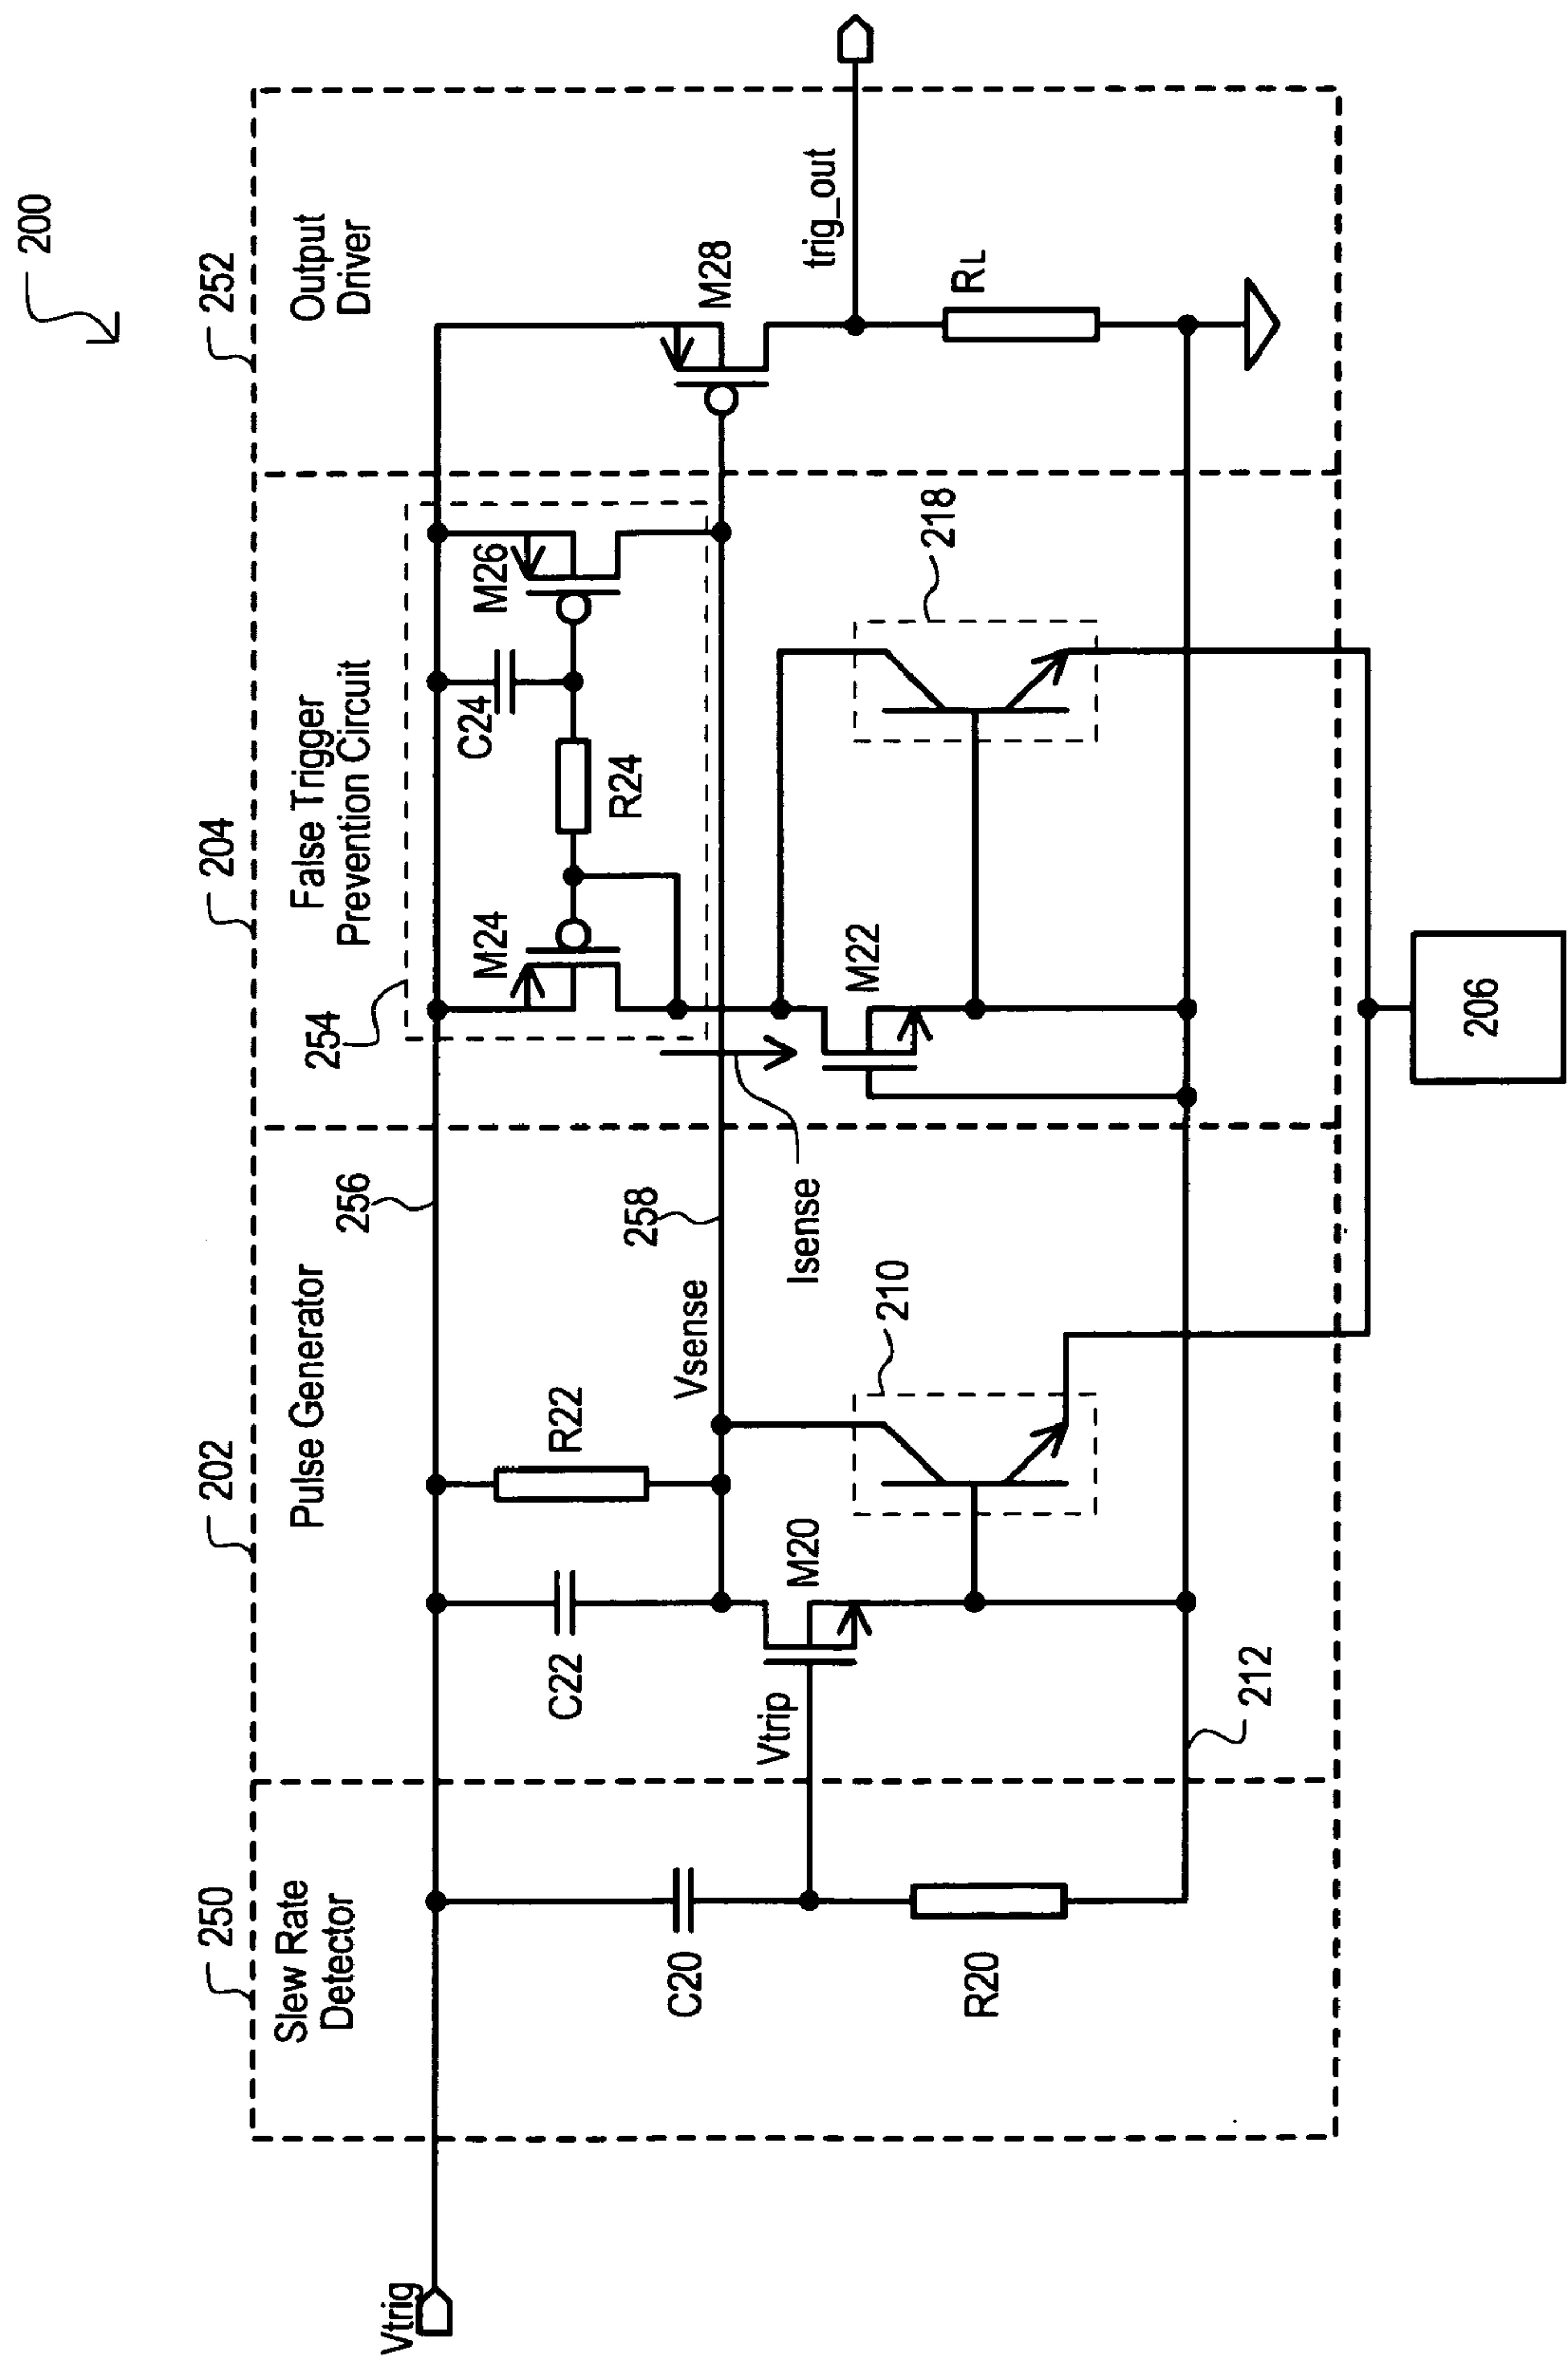 200
250
202
204
252
Slew Rate
Detector
Pulse Generator
False Trigger
Prevention Circuit
Output
Driver
Vtrig
256
254
M24
C24
M26
R24
C22
R22
Vsense
258
M28
C20
Vtrip
M20
Isense
M22
trig_out
210
218
R20
RL
212
206